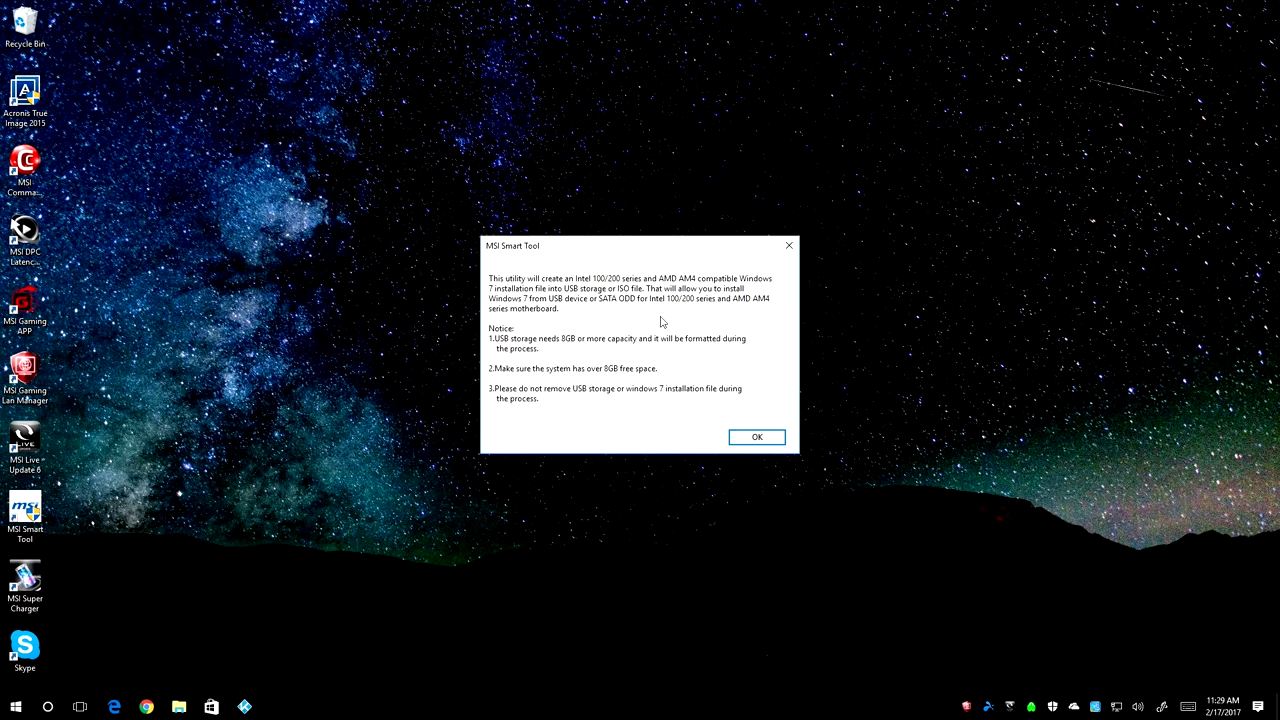 Recycle Bin
Acronis True
Image 2015
MSI
Comma...
MSI DPC
Latenc...
MSI Gaming
APP
MSI Gaming
Lan Manager
LIVE
MSI Live
Update 6
msi
MSI Smart
Tool
MSI Super
Charger
Skype
MSI Smart Tool
This utility will create an Intel 100/200 series and AMD AM4 compatible Windows
7 installation file into USB storage or ISO file. That will allow you to install
Windows 7 from USB device or SATA ODD for Intel 100/200 series and AMD AM4
series motherboard.
Notice:
1.USB storage needs 8GB or more capacity and it will be formatted during
the process.
2.Make sure the system has over 8GB free space.
3.Please do not remove USB storage or windows 7 installation file during
the process.
OK
11:29 AM
2/17/2017